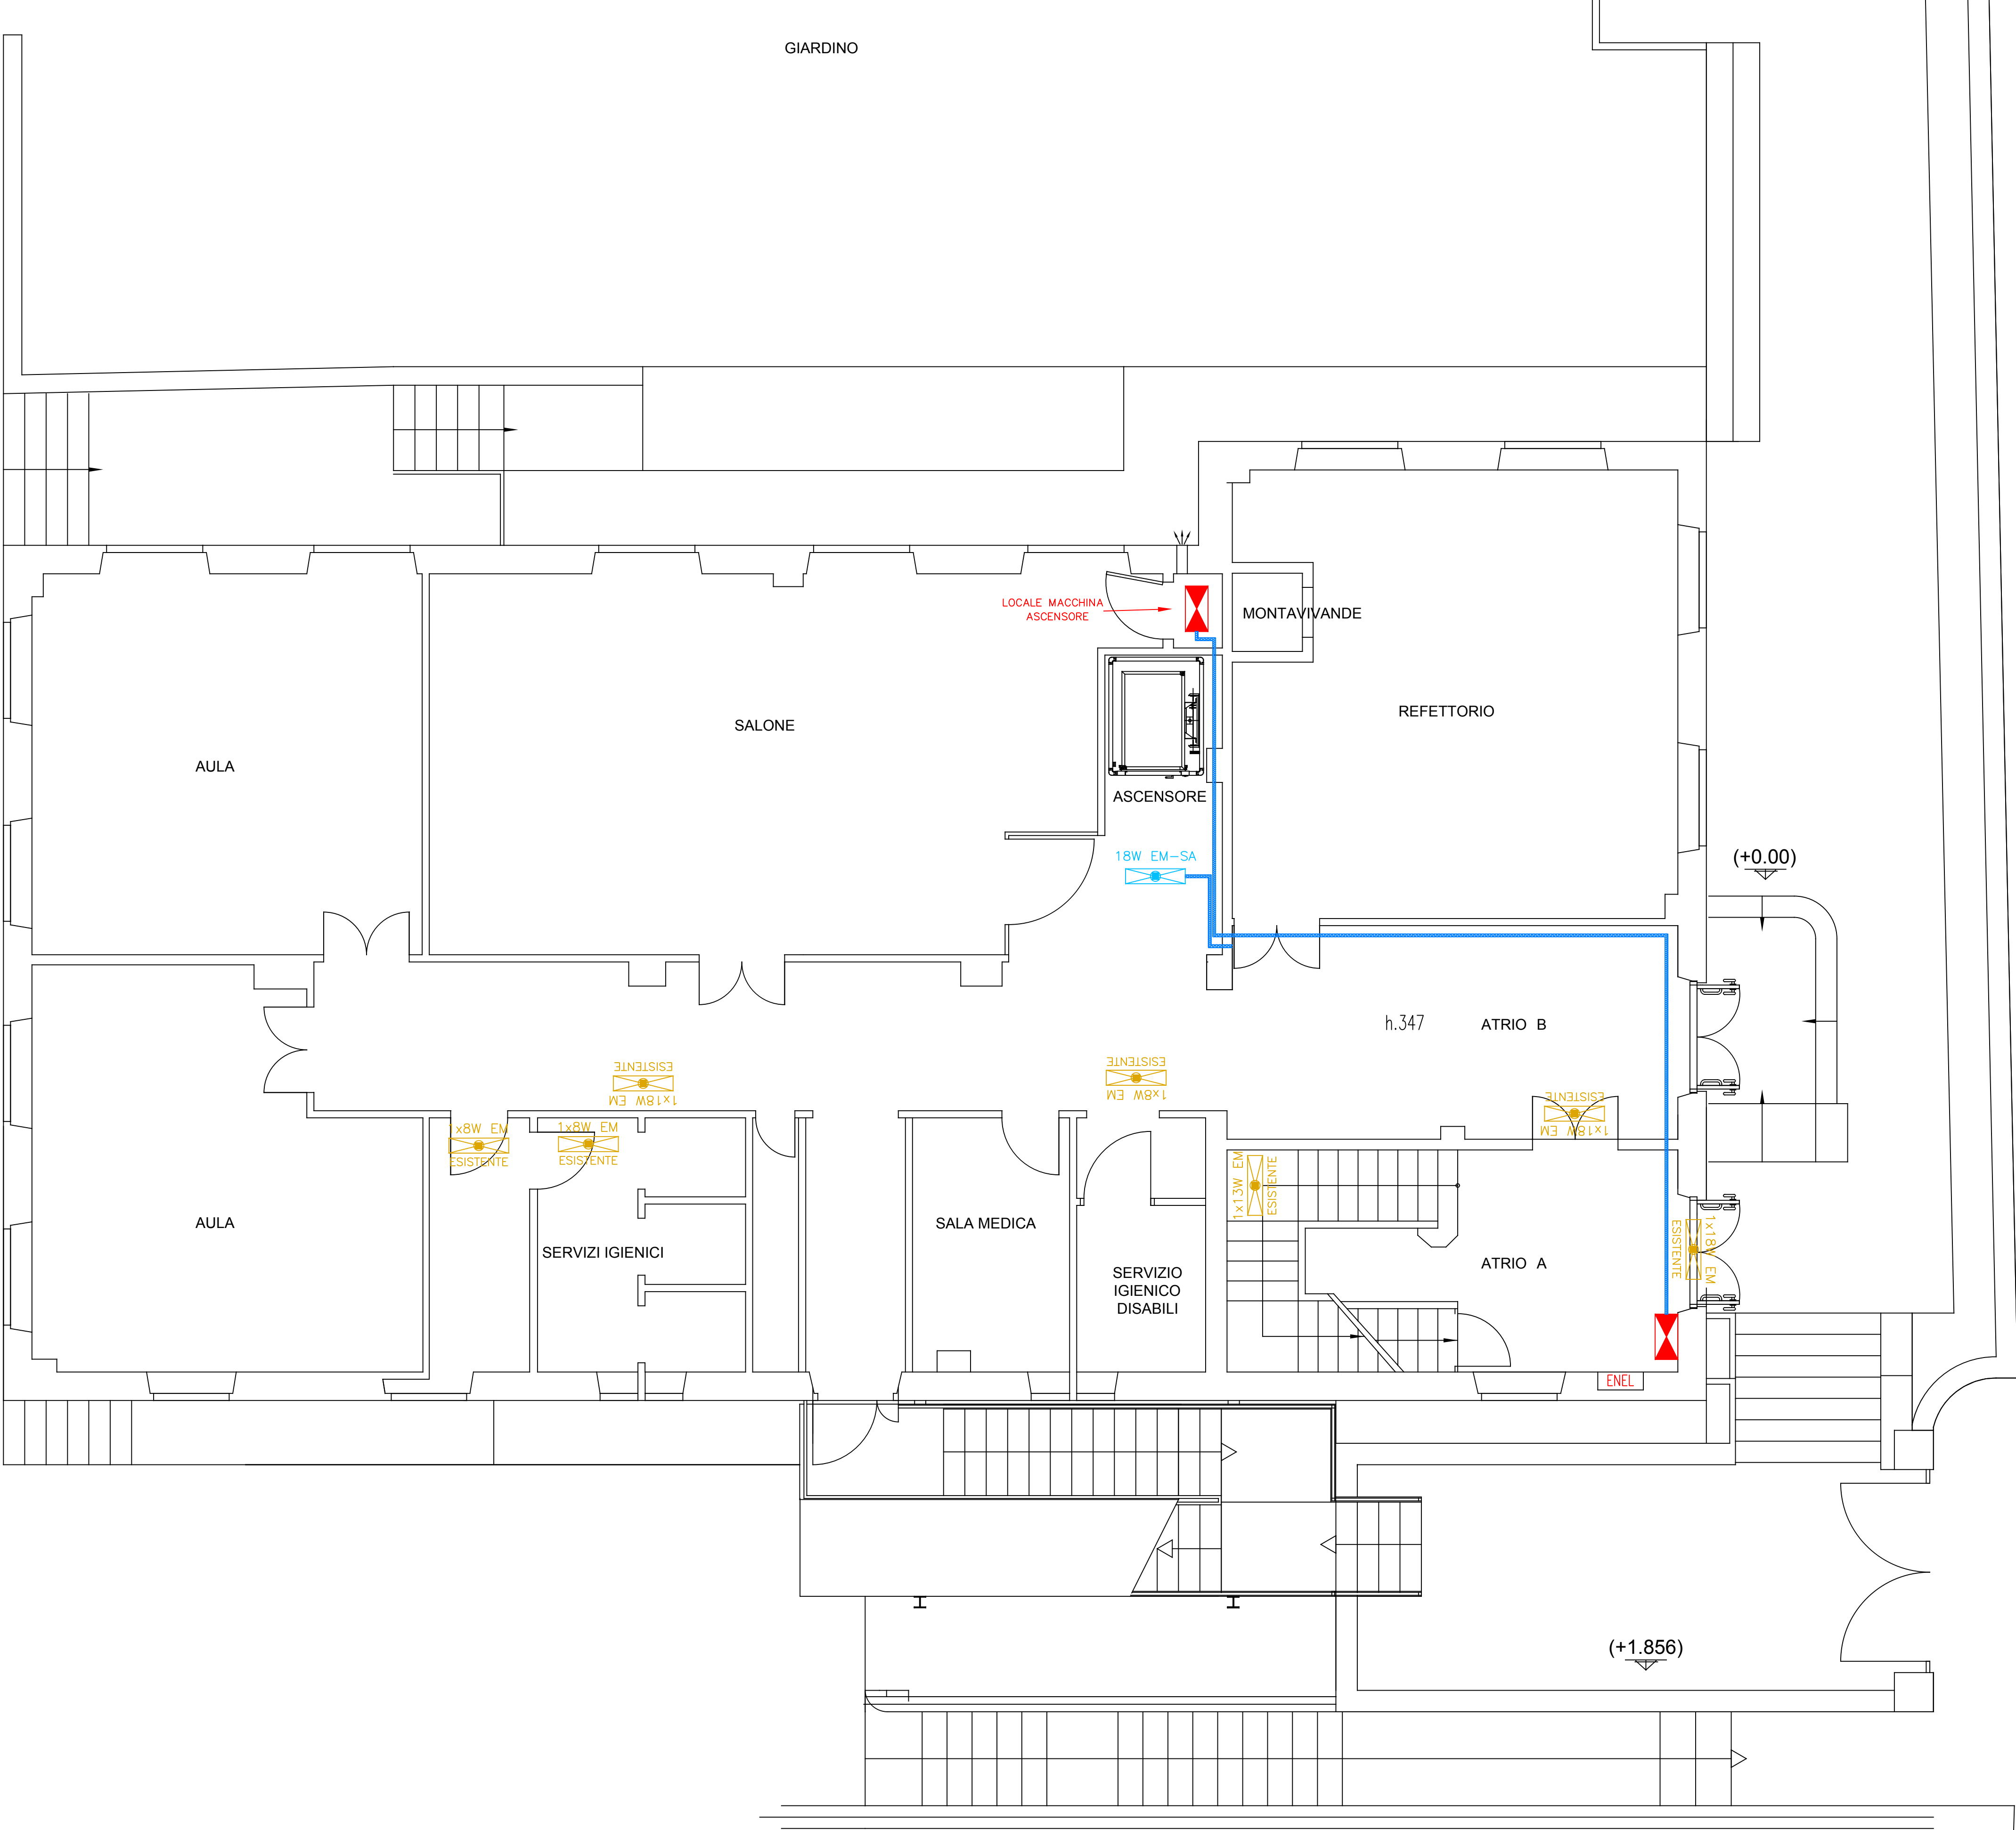 GIARDINO
LOCALE MACCHINA
ASCENSORE
MONTAVIVANDE
REFETTORIO
SALONE
AULA
ASCENSORE
18W EM-SA
(+0.00)
h.347
ATRIO B
ESISTENTE
1x18W EM
ESISTENTE
1x18W EM
ESISTENTE
1x18W EM
1x8W EM
ESISTENTE
1x8W EM
ESISTENTE
1x13W EM
ESISTENTE
AULA
SERVIZI IGIENICI
SALA MEDICA
SERVIZIO
IGIENICO
DISABILI
ATRIO A
ESISTENTE
1x18W EM
ENEL
(+1.856)